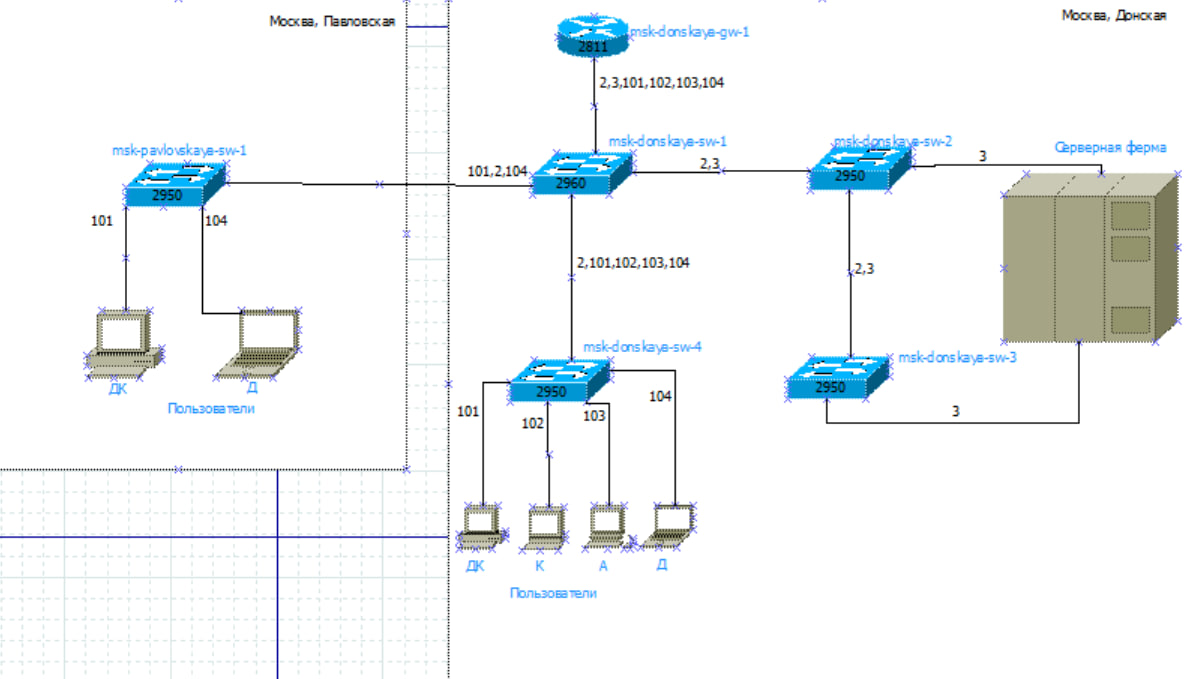 Москва, Павловская
Москва, Донская
msk-donskaya-gw-1
2811
2,3,101,102,103,104
msk-pavlovskaya-sw-1
2950
101
104
ДК
Д
Пользователи
101,2,104
msk-donskaya-sw-1
2960
2,3
msk-donskaya-sw-2
2950
3
Серверная ферма
2,101,102,103,104
2,3
msk-donskaya-sw-4
2950
msk-donskaya-sw-3
2950
3
101
102
103
104
ДК
К
А
Д
Пользователи